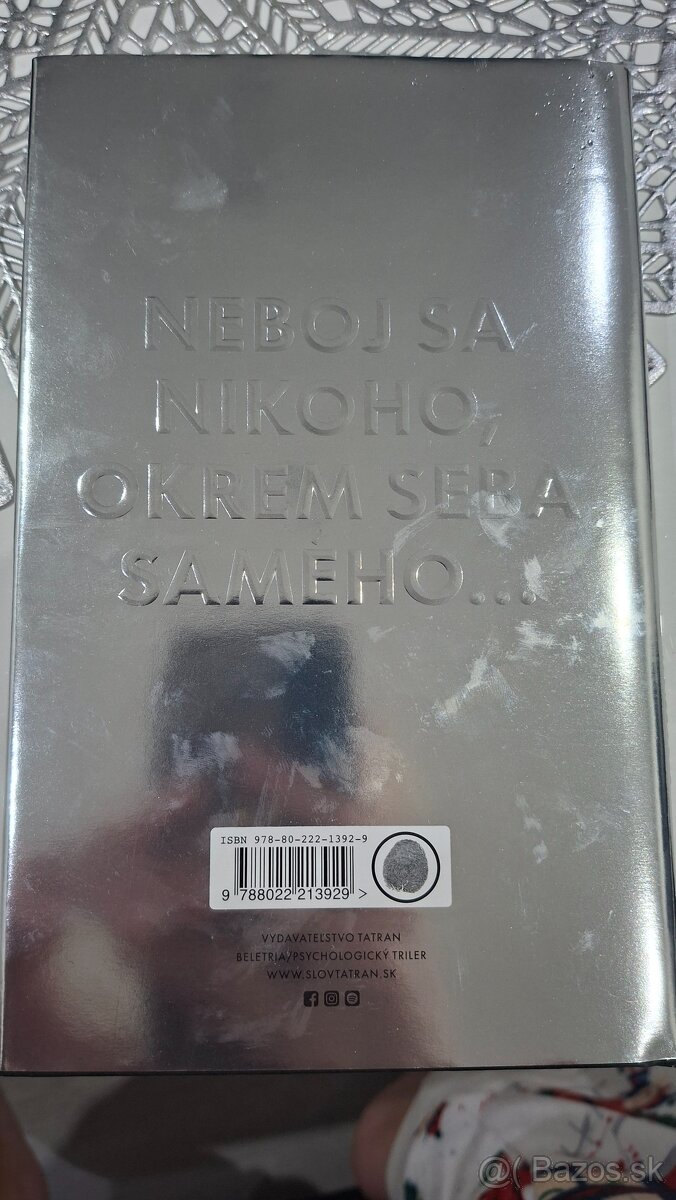 NEBOJ SA
NIKOHO,
OKREM SEBA
SAMÉHO...
ISBN 978-80-222-1392-9
9 788022 213929 >
VYDAVATEĽSTVO TATRAN
BELETRIA/PSYCHOLOGICKÝ TRILER
WWW.SLOVTATRAN.SK
@( Bazos.sk